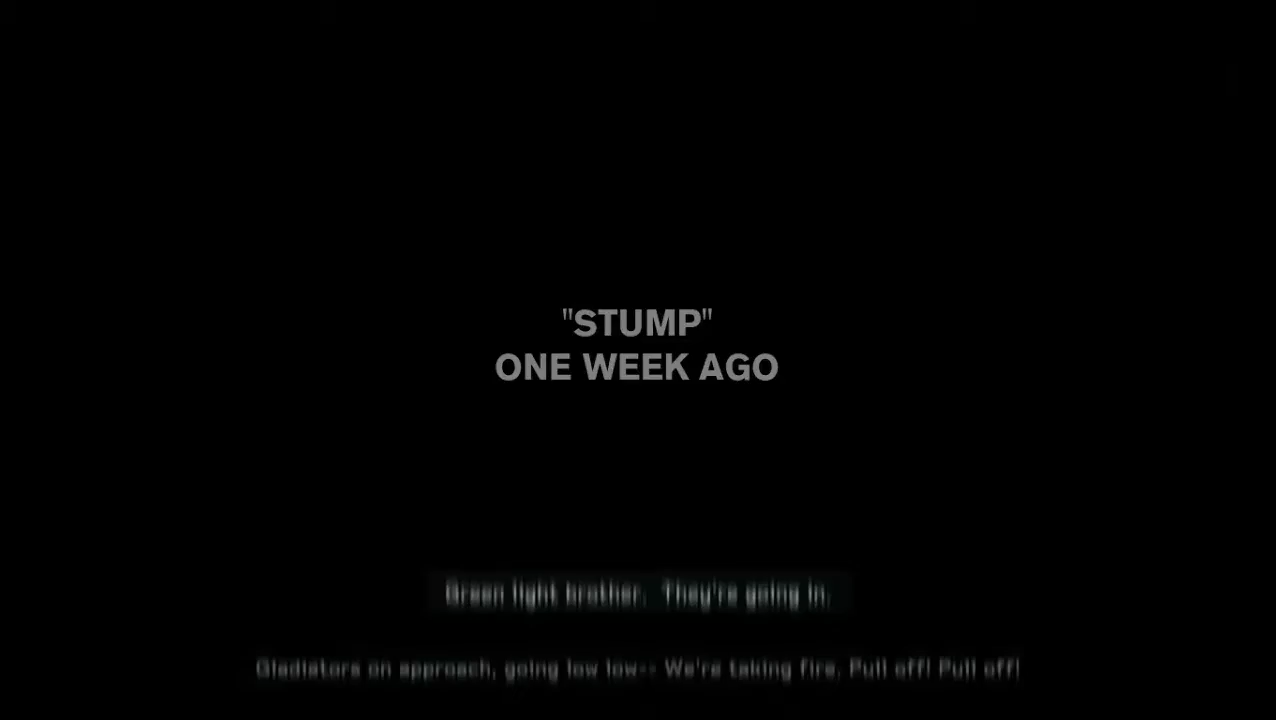 "STUMP"
ONE WEEK AGO
Green light brother. They're going in.
Gladiators on approach, going low low-- We're taking fire, Pull off! Pull off!